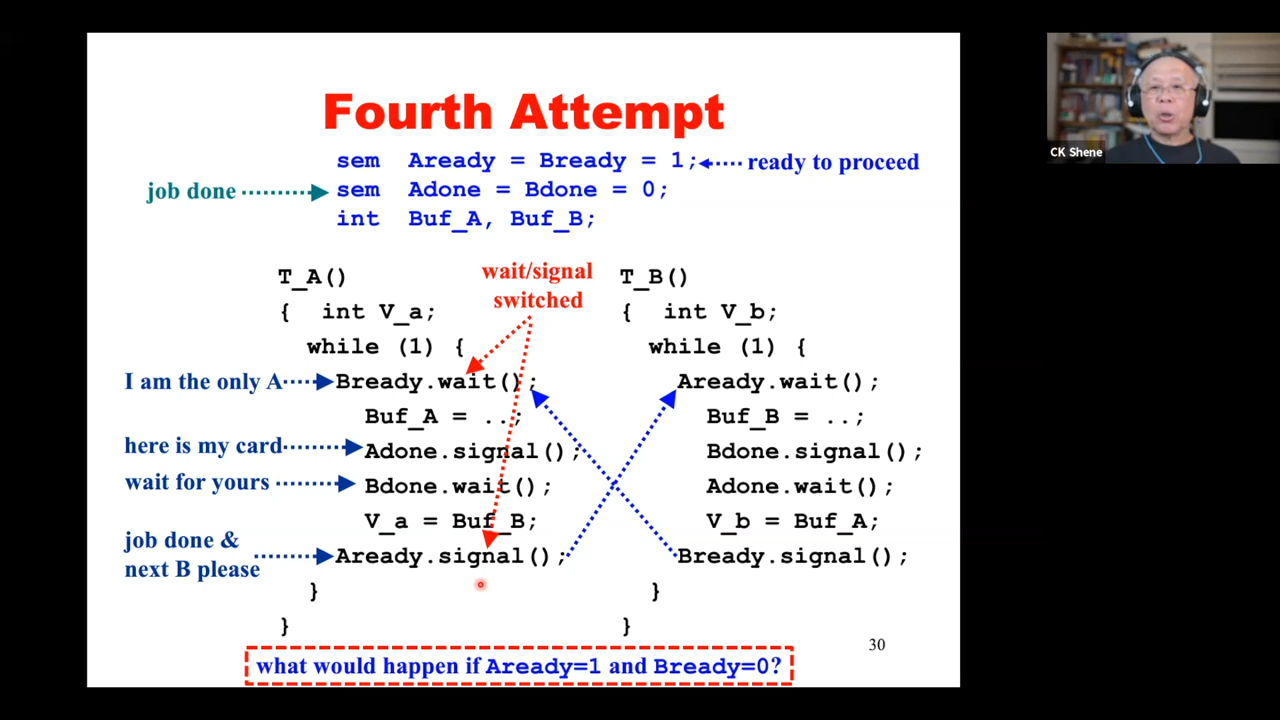 Fourth Attempt
sem Aready = Bready = 1;
ready to proceed
job done
sem Adone = Bdone = 0;
int Buf_A, Buf_B;
wait/signal
switched
T_A()
{ int V_a;
while (1) {
I am the only A
Bready.wait();
Buf_A = ..;
here is my card
Adone.signal();
wait for yours
Bdone.wait();
V_a = Buf_B;
job done &
next B please
Aready.signal();
}
}
T_B()
{ int V_b;
while (1) {
Aready.wait();
Buf_B = ..;
Bdone.signal();
Adone.wait();
V_b = Buf_A;
Bready.signal();
}
}
30
what would happen if Aready=1 and Bready=0?
CK Shene